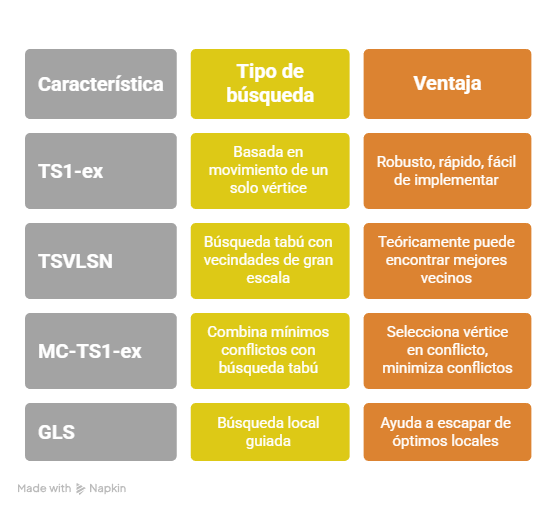 Característica
Tipo de
búsqueda
Ventaja
TS1-ex
Basada en
movimiento de un
solo vértice
Robusto, rápido, fácil
de implementar
TSVLSN
Búsqueda tabú con
vecindades de gran
escala
Teóricamente puede
encontrar mejores
vecinos
MC-TS1-ex
Combina mínimos
conflictos con
búsqueda tabú
Selecciona vértice
en conflicto,
minimiza conflictos
GLS
Búsqueda local
guiada
Ayuda a escapar de
óptimos locales
Made with Napkin